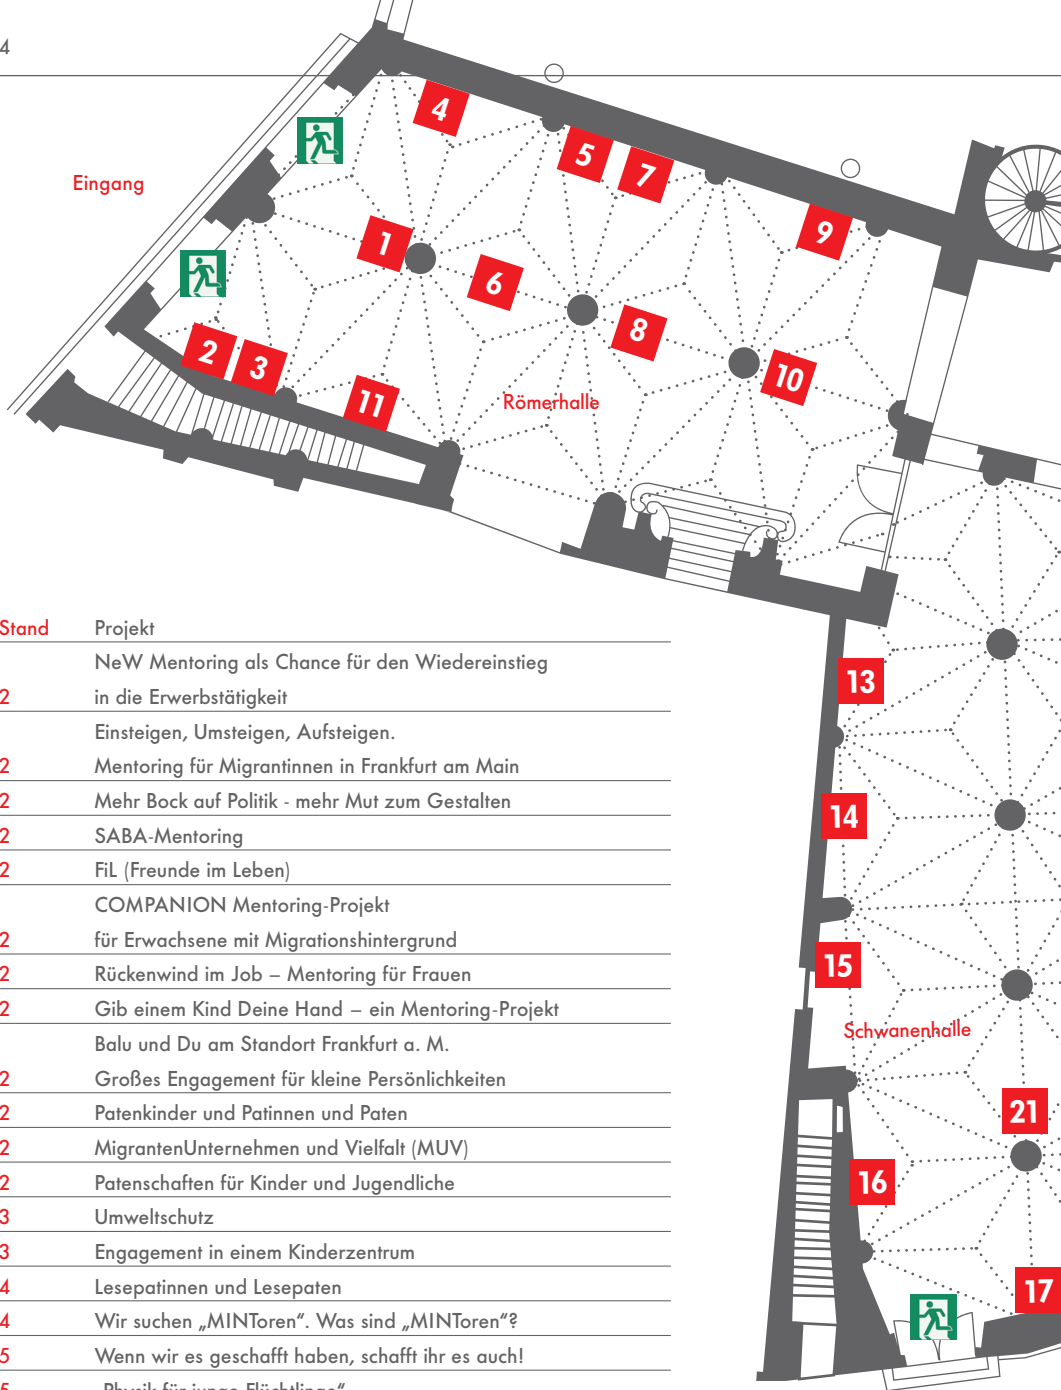 4
4
5
7
Eingang
9
1
6
8
2
3
10
11
Römerhalle
Stand Projekt
NeW Mentoring als Chance für den Wiedereinstieg
2 in die Erwerbstätigkeit
Einsteigen, Umsteigen, Aufsteigen.
2 Mentoring für Migrantinnen in Frankfurt am Main
2 Mehr Bock auf Politik - mehr Mut zum Gestalten
2 SABA-Mentoring
2 FiL (Freunde im Leben)
COMPANION Mentoring-Projekt
2 für Erwachsene mit Migrationshintergrund
2 Rückenwind im Job – Mentoring für Frauen
2 Gib einem Kind Deine Hand – ein Mentoring-Projekt
Balu und Du am Standort Frankfurt a. M.
2 Großes Engagement für kleine Persönlichkeiten
2 Patenkinder und Patinnen und Paten
2 MigrantenUnternehmen und Vielfalt (MUV)
2 Patenschaften für Kinder und Jugendliche
3 Umweltschutz
3 Engagement in einem Kinderzentrum
4 Lesepatinnen und Lesepaten
4 Wir suchen „MINToren“. Was sind „MINToren“?
5 Wenn wir es geschafft haben, schafft ihr es auch!
5 „Physik für junge Flüchtlinge“
13
14
15
Schwanenhalle
21
16
17